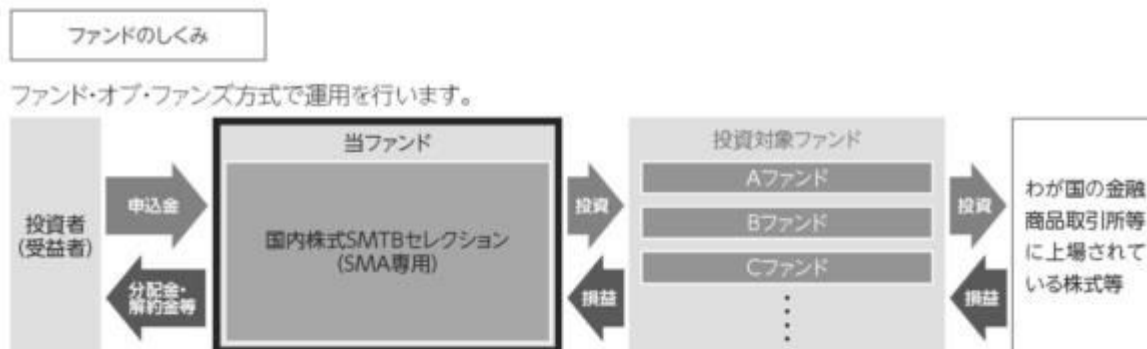 ファンドのしくみ
ファンド・オブ・ファンズ方式で運用を行います。
投資者
(受益者)
申込金
分配金・
解約金等
当ファンド
国内株式SMTBセレクション
(SMA専用)
投資
損益
投資対象ファンド
Aファンド
Bファンド
Cファンド
投資
損益
わが国の金融
商品取引所等
に上場されて
いる株式等